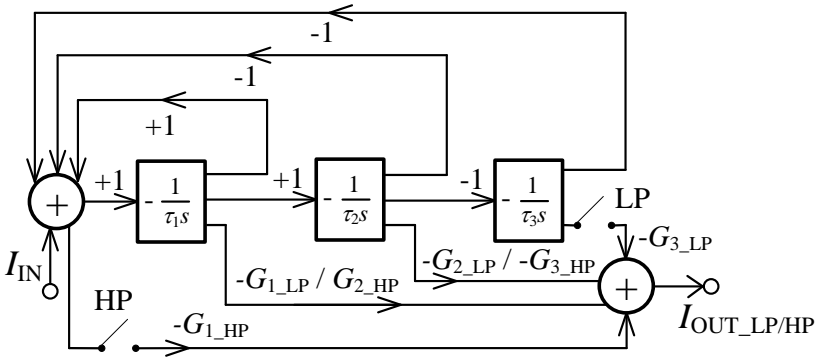 -1
-1
+1
+1
- 1/τ1s
+1
- 1/τ2s
-1
- 1/τ3s
LP
+
-G3_LP
IIN
-G1_LP / G2_HP
-G2_LP / -G3_HP
+
HP
-G1_HP
IOUT_LP/HP